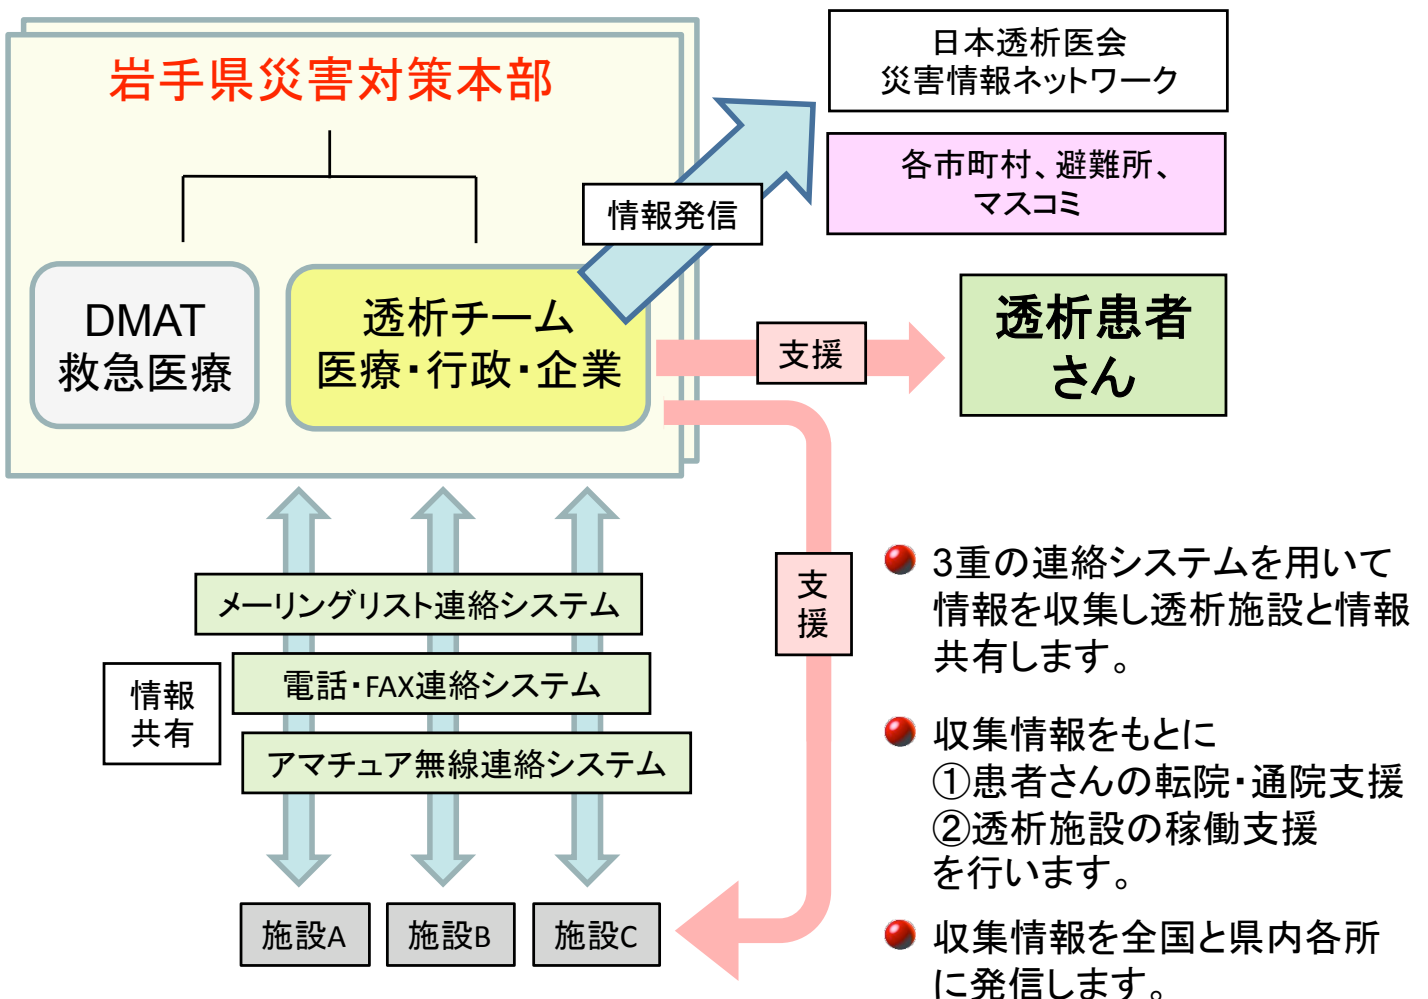 岩手県災害対策本部
日本透析医会
災害情報ネットワーク
各市町村、避難所、
マスコミ
情報発信
DMAT
救急医療
透析チーム
医療・行政・企業
支援
透析患者
さん
支
援
メーリングリスト連絡システム
電話・FAX連絡システム
アマチュア無線連絡システム
情報
共有
施設A
施設B
施設C
3重の連絡システムを用いて
情報を収集し透析施設と情報
共有します。
収集情報をもとに
①患者さんの転院・通院支援
②透析施設の稼働支援
を行います。
収集情報を全国と県内各所
に発信します。